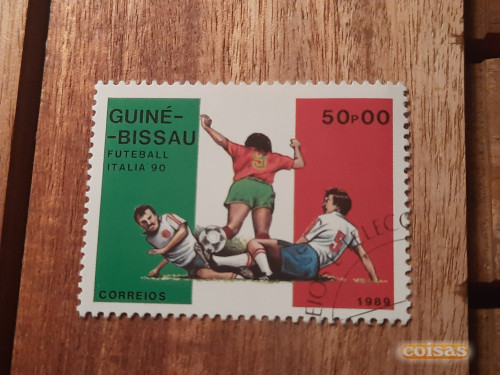 GUINÉ-
-BISSAU
FUTEBALL
ITALIA'90
50P00
CORREIOS
1989
coisas